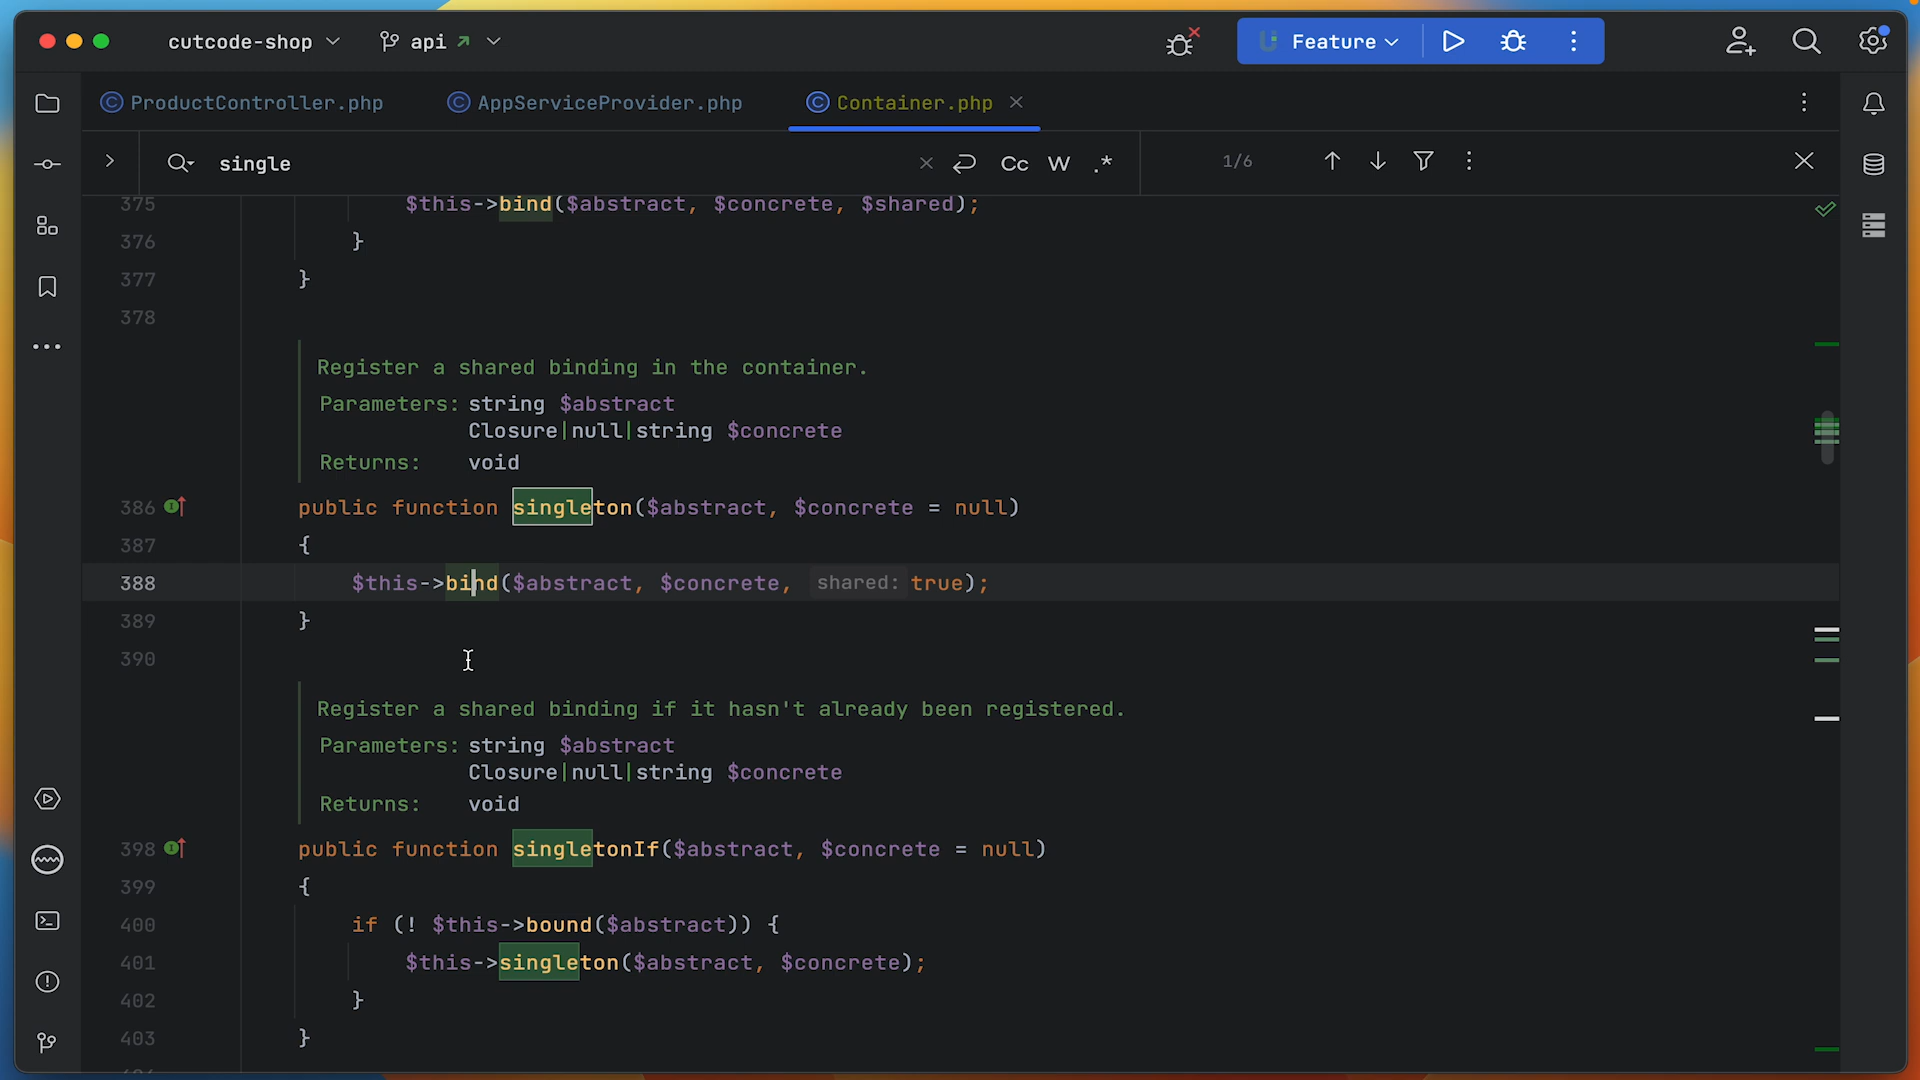 cutcode-shop
api
Feature
ProductController.php
AppServiceProvider.php
Container.php
single
Cc W .*
1/6
375 $this->bind($abstract, $concrete, $shared);
376 }
377 }
378
Register a shared binding in the container.
Parameters: string $abstract
Closure|null|string $concrete
Returns: void
386 public function singleton($abstract, $concrete = null)
387 {
388 $this->bind($abstract, $concrete, shared: true);
389 }
390
Register a shared binding if it hasn't already been registered.
Parameters: string $abstract
Closure|null|string $concrete
Returns: void
398 public function singletonIf($abstract, $concrete = null)
399 {
400 if (! $this->bound($abstract)) {
401 $this->singleton($abstract, $concrete);
402 }
403 }